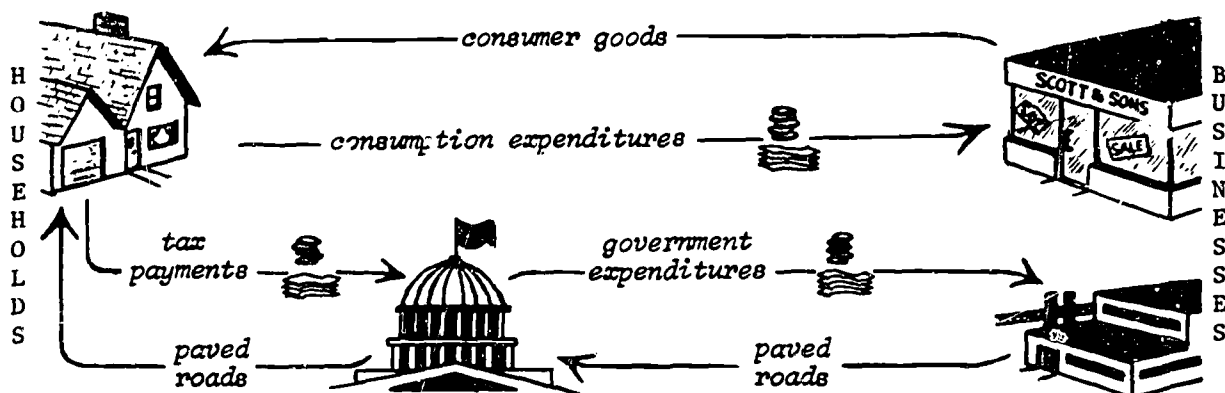 HOUSEHOLDS
consumer goods
SCOTT & SONS
SALE
BUSINESSES
consumption expenditures
tax
payments
government
expenditures
paved
roads
paved
roads